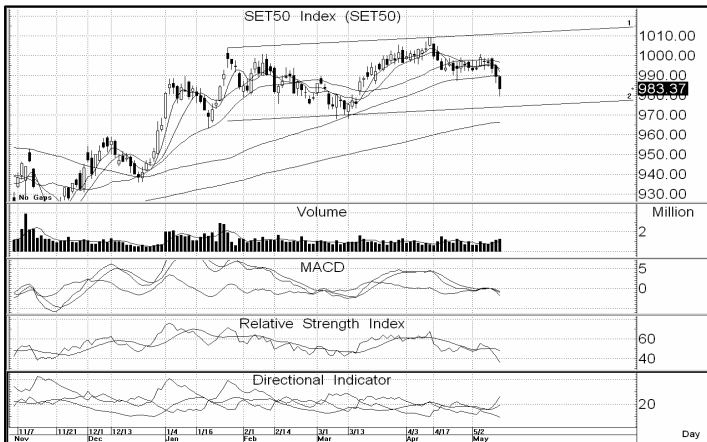 SET50 Index (SET50)
1
1010.00
1000.00
990.00
983.37
980.00
2
970.00
960.00
950.00
940.00
930.00
No Gaps
Volume
Million
2
MACD
5
0
Relative Strength Index
60
40
Directional Indicator
20
11/7 11/21 12/1 12/13 1/4 1/16 2/1 2/14 3/1 3/13 4/3 4/17 5/2
Nov Dec Jan Feb Mar Apr May
Day